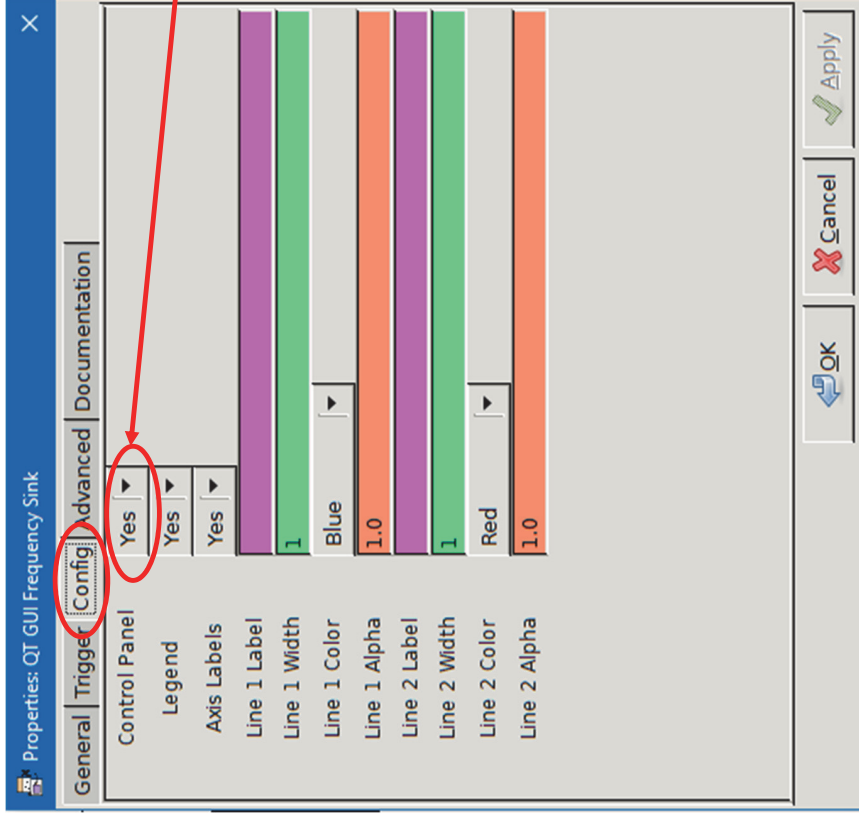 Properties: QT GUI Frequency Sink
General Trigger Config Advanced Documentation
Control Panel Yes
Legend Yes
Axis Labels Yes
Line 1 Label
Line 1 Width 1
Line 1 Color Blue
Line 1 Alpha 1.0
Line 2 Label
Line 2 Width 1
Line 2 Color Red
Line 2 Alpha 1.0
OK Cancel Apply